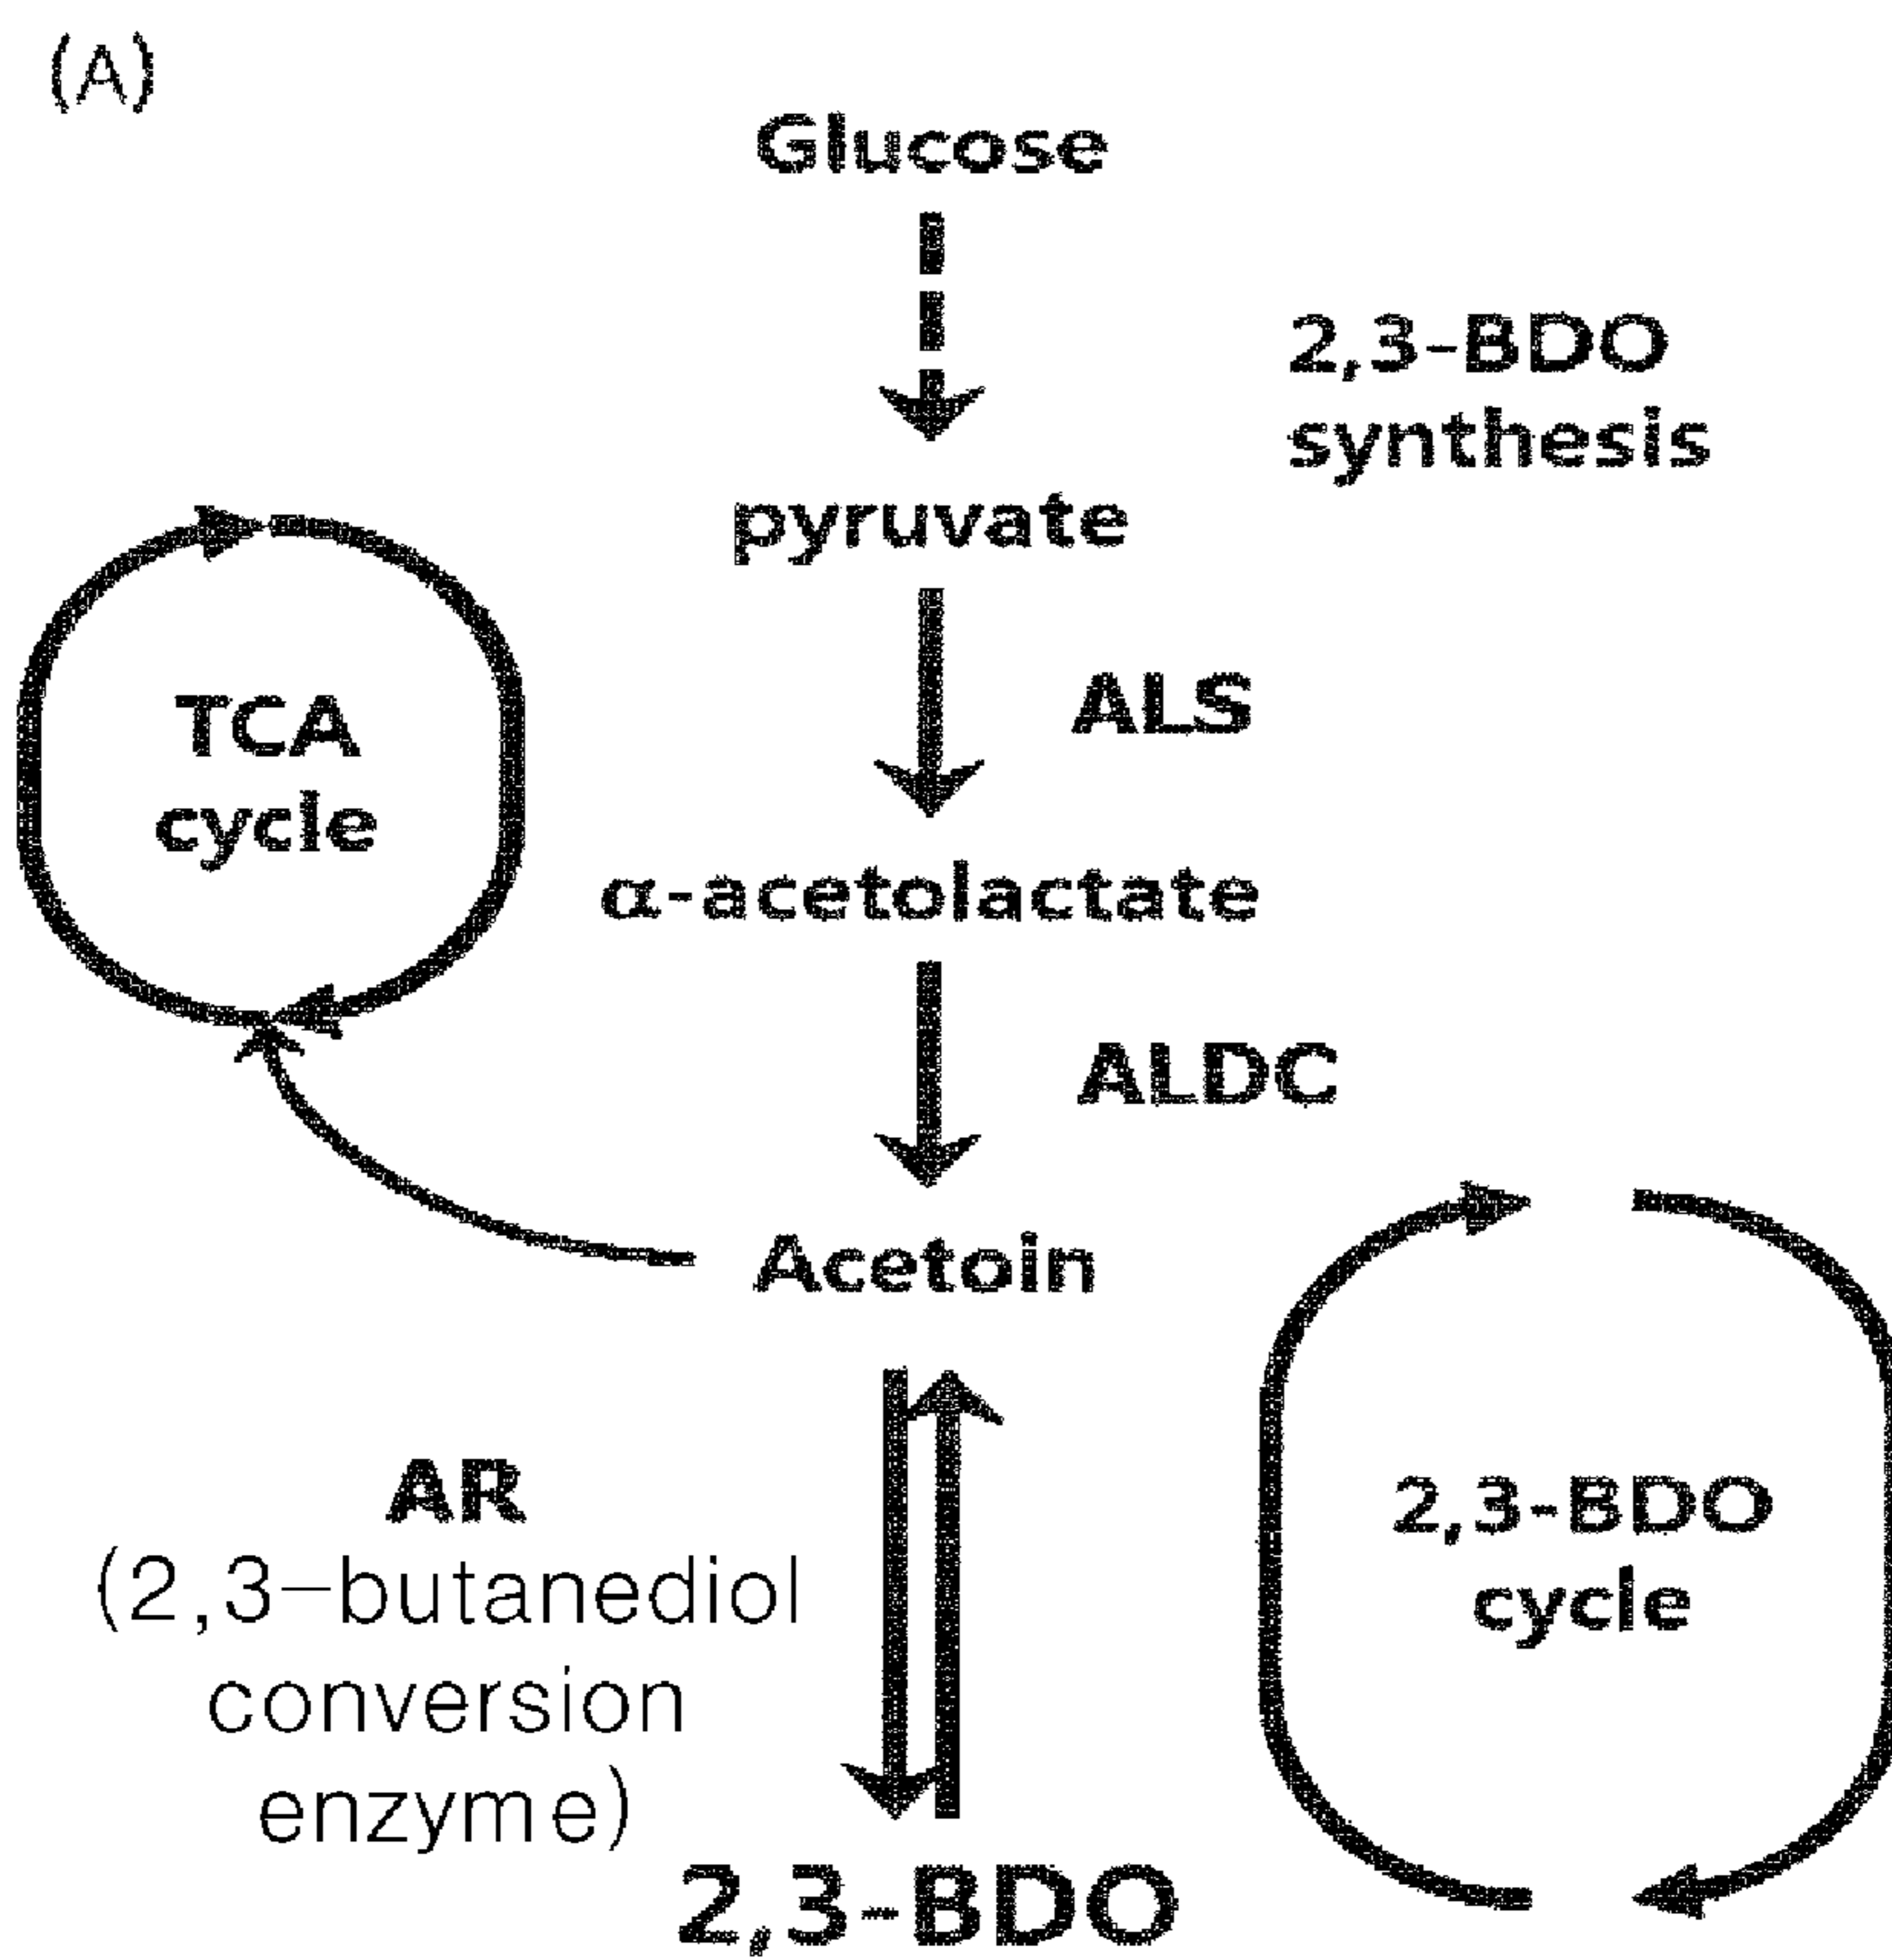 (A)
Glucose
2,3-BDO
synthesis
pyruvate
TCA
cycle
ALS
α-acetolactate
ALDC
Acetoin
AR
(2,3-butanediol
conversion
enzyme)
2,3-BDO
cycle
2,3-BDO